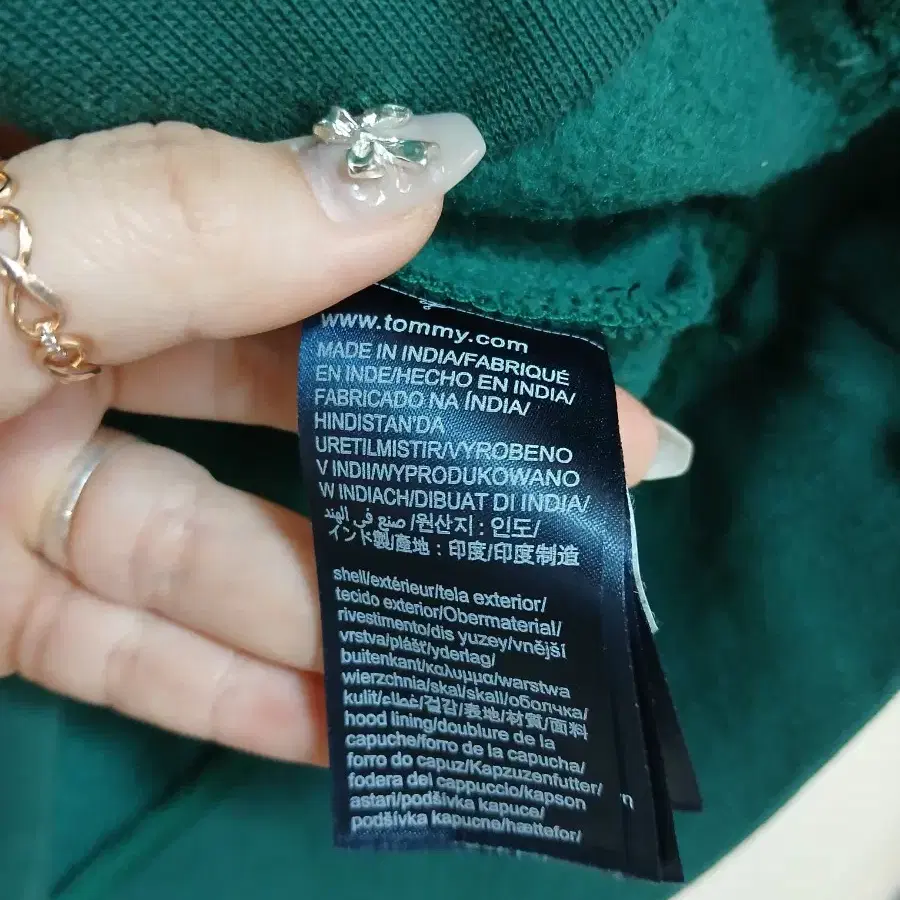 www.tommy.com
MADE IN INDIA/FABRIQUÉ
EN INDE/HECHO EN INDIA/
FABRICADO NA ÍNDIA/
HINDISTAN'DA
URETILMISTIR/VYROBENO
V INDII/WYPRODUKOWANO
W INDIACH/DIBUAT DI INDIA/
صنع في الهند /원산지 : 인도/
インド製/產地 : 印度/印度制造
shell/extérieur/tela exterior/
tecido exterior/Obermaterial/
rivestimento/dis yuzey/vnější
vrstva/plášť/yderlag/
buitenkant/καλυμμα/warstwa
wierzchnia/skal/skall/оболчка/
kulit/غطاء/겉감/表地/材質/面料
hood lining/doublure de la
capuche/forro de la capucha/
forro do capuz/Kapzuzenfutter/
fodera del cappuccio/kapson
astari/podšívka kapuce/
podšívka kapucne/hættefor/